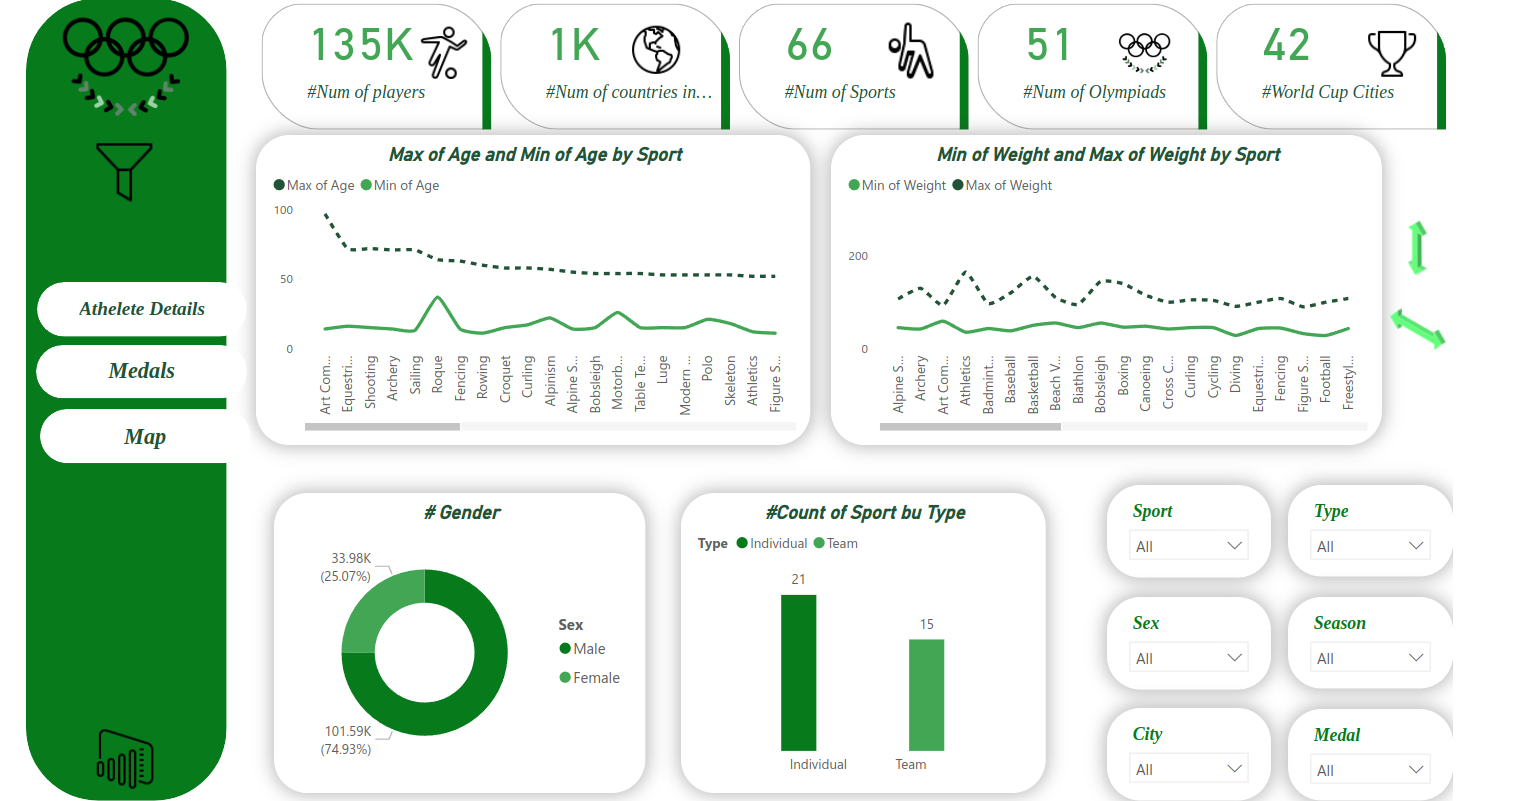 135K
#Num of players
1K
#Num of countries in...
66
#Num of Sports
51
#Num of Olympiads
42
#World Cup Cities
Athelete Details
Medals
Map
Max of Age and Min of Age by Sport
Max of Age Min of Age
100
50
0
Art Com...
Equestri...
Shooting
Archery
Sailing
Roque
Fencing
Rowing
Croquet
Curling
Alpinism
Alpine S...
Bobsleigh
Motorb...
Table Te...
Luge
Modern ...
Polo
Skeleton
Athletics
Figure S...
Min of Weight and Max of Weight by Sport
Min of Weight Max of Weight
200
0
Alpine S...
Archery
Art Com...
Athletics
Badmint...
Baseball
Basketball
Beach V...
Biathlon
Bobsleigh
Boxing
Canoeing
Cross C...
Curling
Cycling
Diving
Equestri...
Fencing
Figure S...
Football
Freestyl...
# Gender
33.98K
(25.07%)
101.59K
(74.93%)
Sex
Male
Female
#Count of Sport bu Type
Type Individual Team
21
15
Individual Team
Sport
All
Type
All
Sex
All
Season
All
City
All
Medal
All